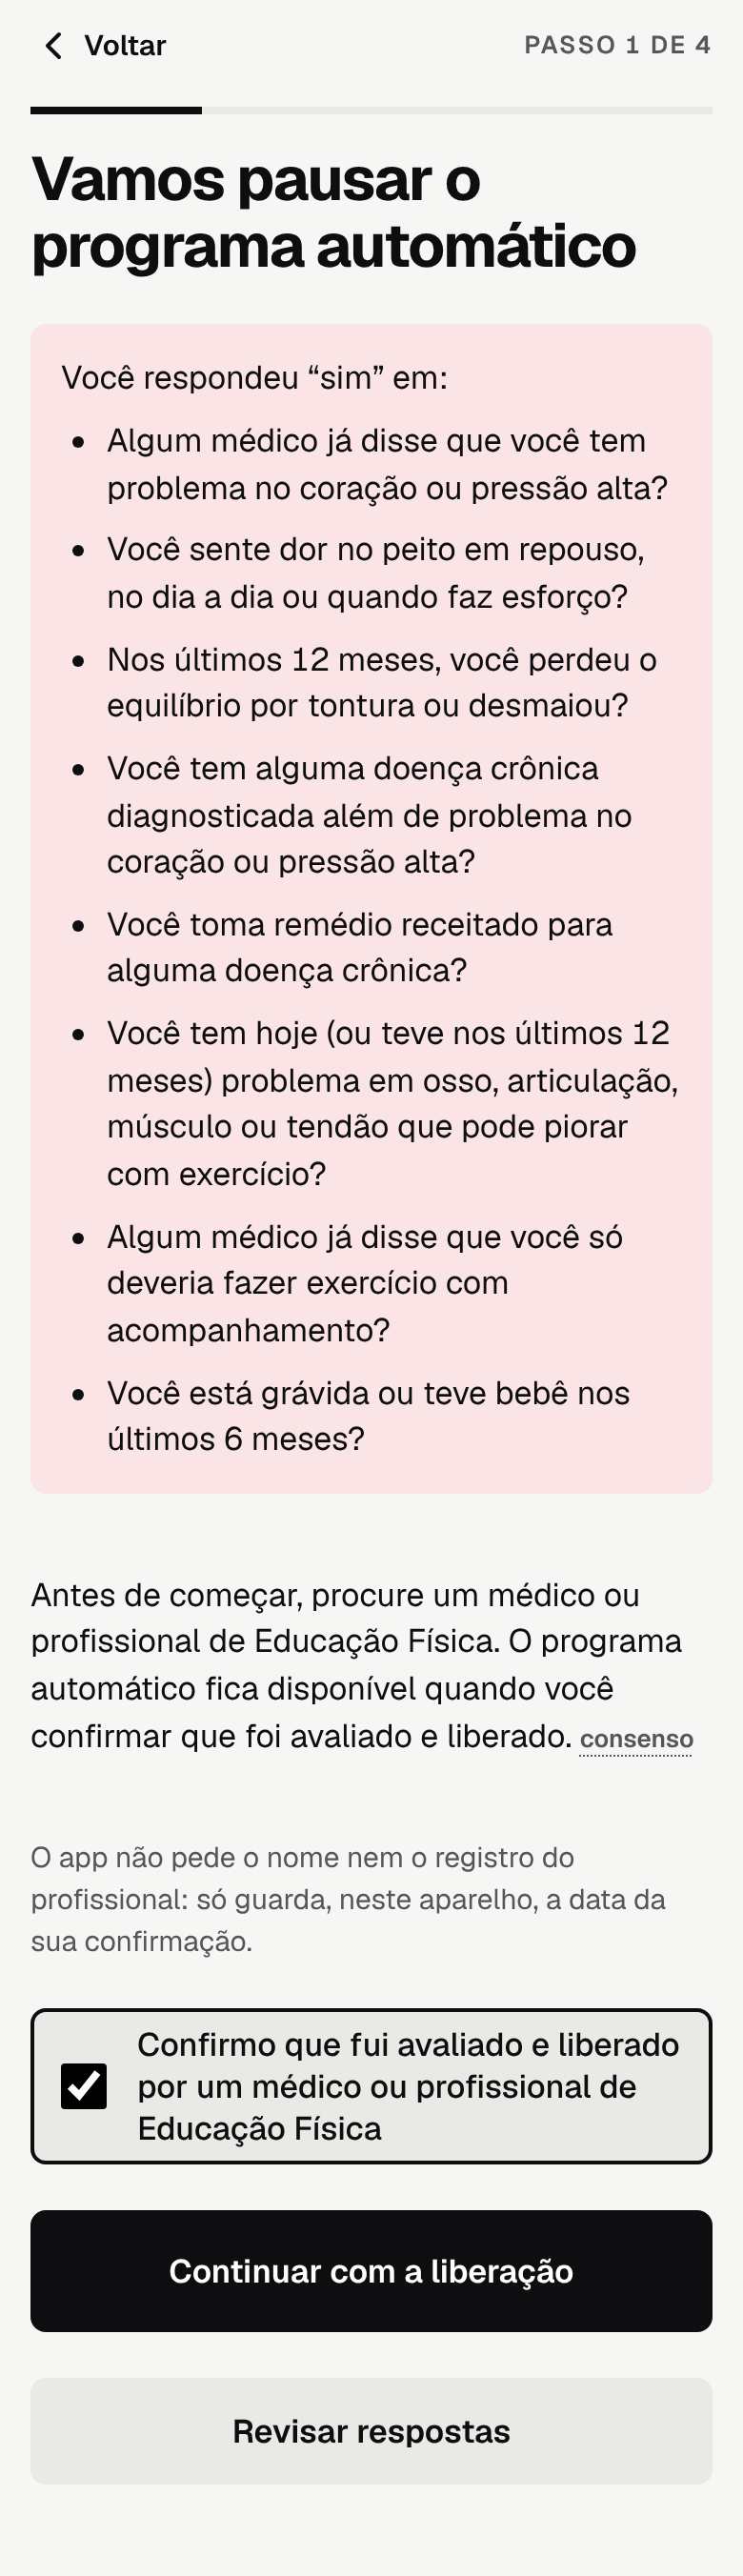 Voltar
PASSO 1 DE 4
Vamos pausar o
programa automático
Você respondeu “sim” em:
• Algum médico já disse que você tem
problema no coração ou pressão alta?
• Você sente dor no peito em repouso,
no dia a dia ou quando faz esforço?
• Nos últimos 12 meses, você perdeu o
equilíbrio por tontura ou desmaiou?
• Você tem alguma doença crônica
diagnosticada além de problema no
coração ou pressão alta?
• Você toma remédio receitado para
alguma doença crônica?
• Você tem hoje (ou teve nos últimos 12
meses) problema em osso, articulação,
músculo ou tendão que pode piorar
com exercício?
• Algum médico já disse que você só
deveria fazer exercício com
acompanhamento?
• Você está grávida ou teve bebê nos
últimos 6 meses?
Antes de começar, procure um médico ou
profissional de Educação Física. O programa
automático fica disponível quando você
confirmar que foi avaliado e liberado. consenso
O app não pede o nome nem o registro do
profissional: só guarda, neste aparelho, a data da
sua confirmação.
Confirmo que fui avaliado e liberado
por um médico ou profissional de
Educação Física
Continuar com a liberação
Revisar respostas